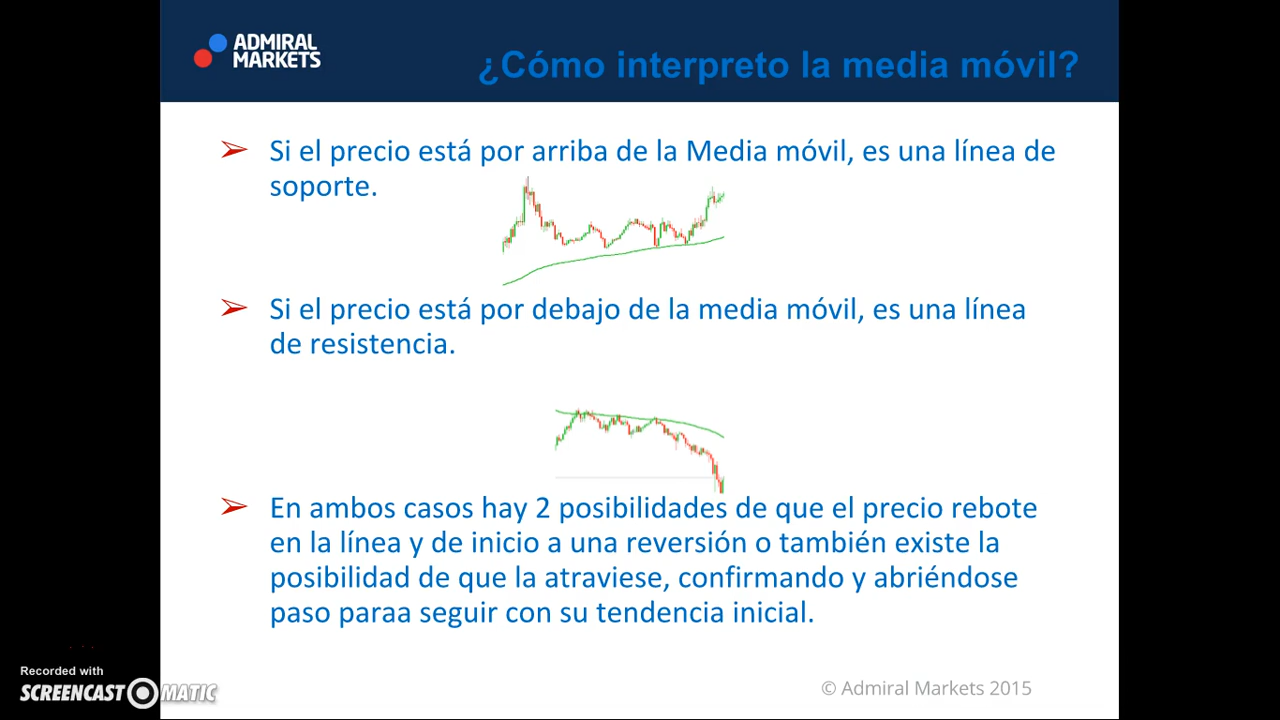 ADMIRAL
MARKETS
¿Cómo interpreto la media móvil?
➢ Si el precio está por arriba de la Media móvil, es una línea de
soporte.
➢ Si el precio está por debajo de la media móvil, es una línea
de resistencia.
➢ En ambos casos hay 2 posibilidades de que el precio rebote
en la línea y de inicio a una reversión o también existe la
posibilidad de que la atraviese, confirmando y abriéndose
paso paraa seguir con su tendencia inicial.
Recorded with
SCREENCAST MATIC
© Admiral Markets 2015